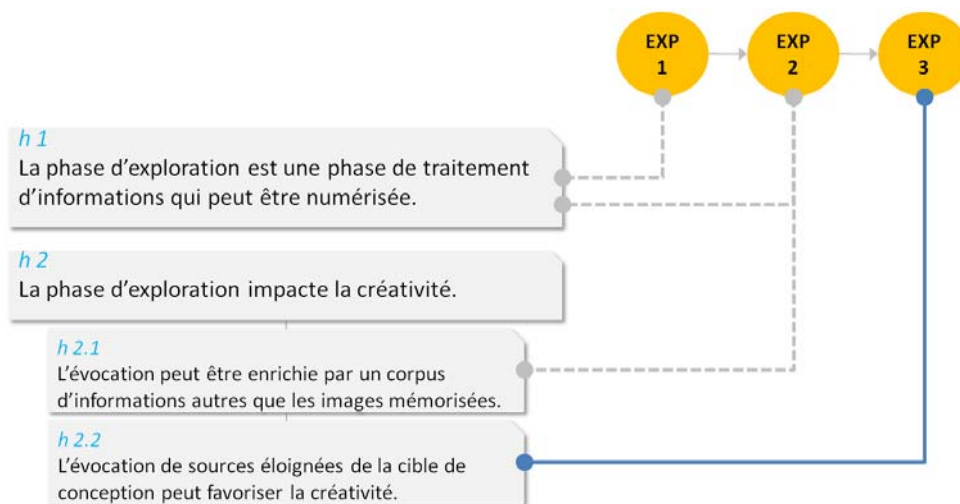 EXP
1
EXP
2
EXP
3
h 1
La phase d’exploration est une phase de traitement
d’informations qui peut être numérisée.
h 2
La phase d’exploration impacte la créativité.
h 2.1
L’évocation peut être enrichie par un corpus
d’informations autres que les images mémorisées.
h 2.2
L’évocation de sources éloignées de la cible de
conception peut favoriser la créativité.